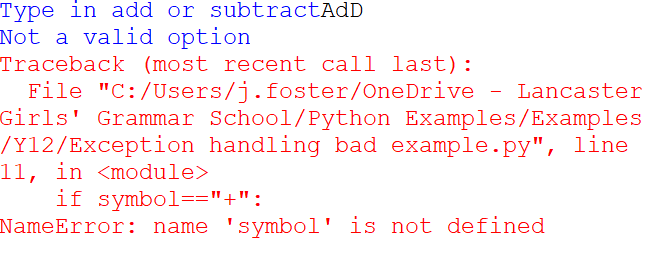 Type in add or subtractAdD
Not a valid option
Traceback (most recent call last):
  File "C:/Users/j.foster/OneDrive - Lancaster
Girls' Grammar School/Python Examples/Examples
/Y12/Exception handling bad example.py", line
11, in <module>
    if symbol=="+":
NameError: name 'symbol' is not defined